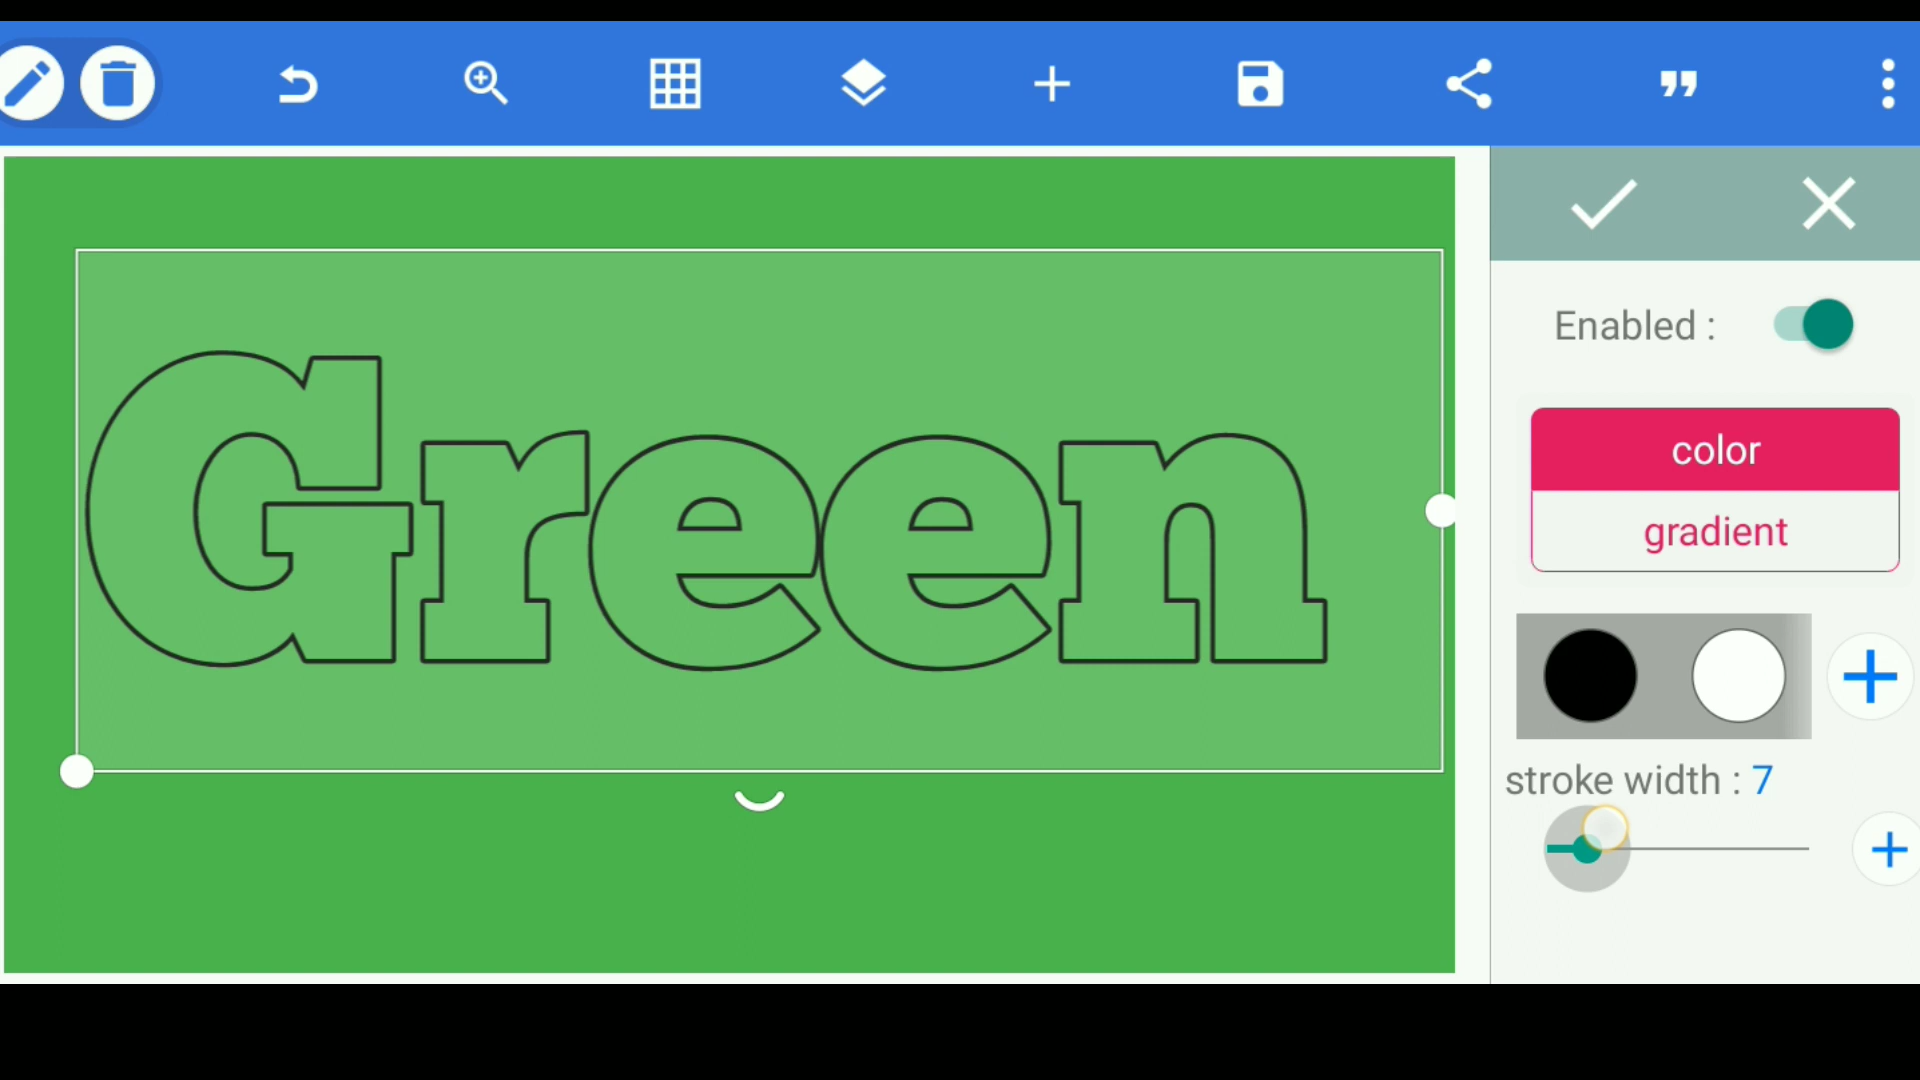 Enabled :
color
gradient
Green
stroke width : 7